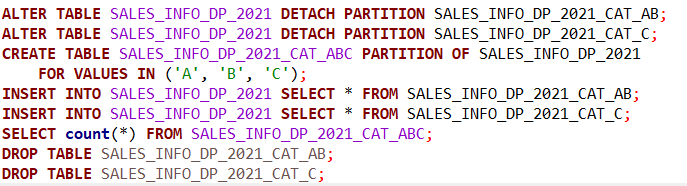 ALTER TABLE SALES_INFO_DP_2021 DETACH PARTITION SALES_INFO_DP_2021_CAT_AB;
ALTER TABLE SALES_INFO_DP_2021 DETACH PARTITION SALES_INFO_DP_2021_CAT_C;
CREATE TABLE SALES_INFO_DP_2021_CAT_ABC PARTITION OF SALES_INFO_DP_2021
FOR VALUES IN ('A', 'B', 'C');
INSERT INTO SALES_INFO_DP_2021 SELECT * FROM SALES_INFO_DP_2021_CAT_AB;
INSERT INTO SALES_INFO_DP_2021 SELECT * FROM SALES_INFO_DP_2021_CAT_C;
SELECT count(*) FROM SALES_INFO_DP_2021_CAT_ABC;
DROP TABLE SALES_INFO_DP_2021_CAT_AB;
DROP TABLE SALES_INFO_DP_2021_CAT_C;